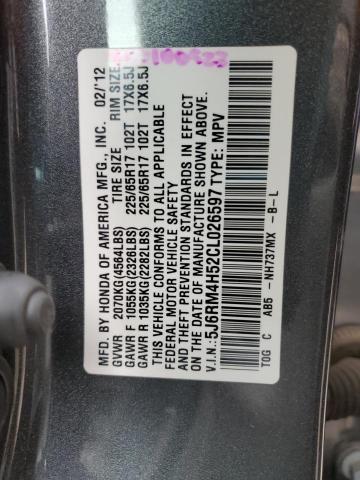 MFD. BY HONDA OF AMERICA MFG., INC. 02/'12
TIRE SIZE RIM SIZE
GVWR 2070KG(4564LBS)
GAWR F 1055KG(2326LBS) 225/65R17 102T 17X6.5J
GAWR R 1035KG(2282LBS) 225/65R17 102T 17X6.5J
THIS VEHICLE CONFORMS TO ALL APPLICABLE
FEDERAL MOTOR VEHICLE SAFETY, BUMPER,
AND THEFT PREVENTION STANDARDS IN EFFECT
ON THE DATE OF MANUFACTURE SHOWN ABOVE.
V.I.N.: 5J6RM4H52CL026597 TYPE: MPV
T0G C AB5 -NH737MX -B-L